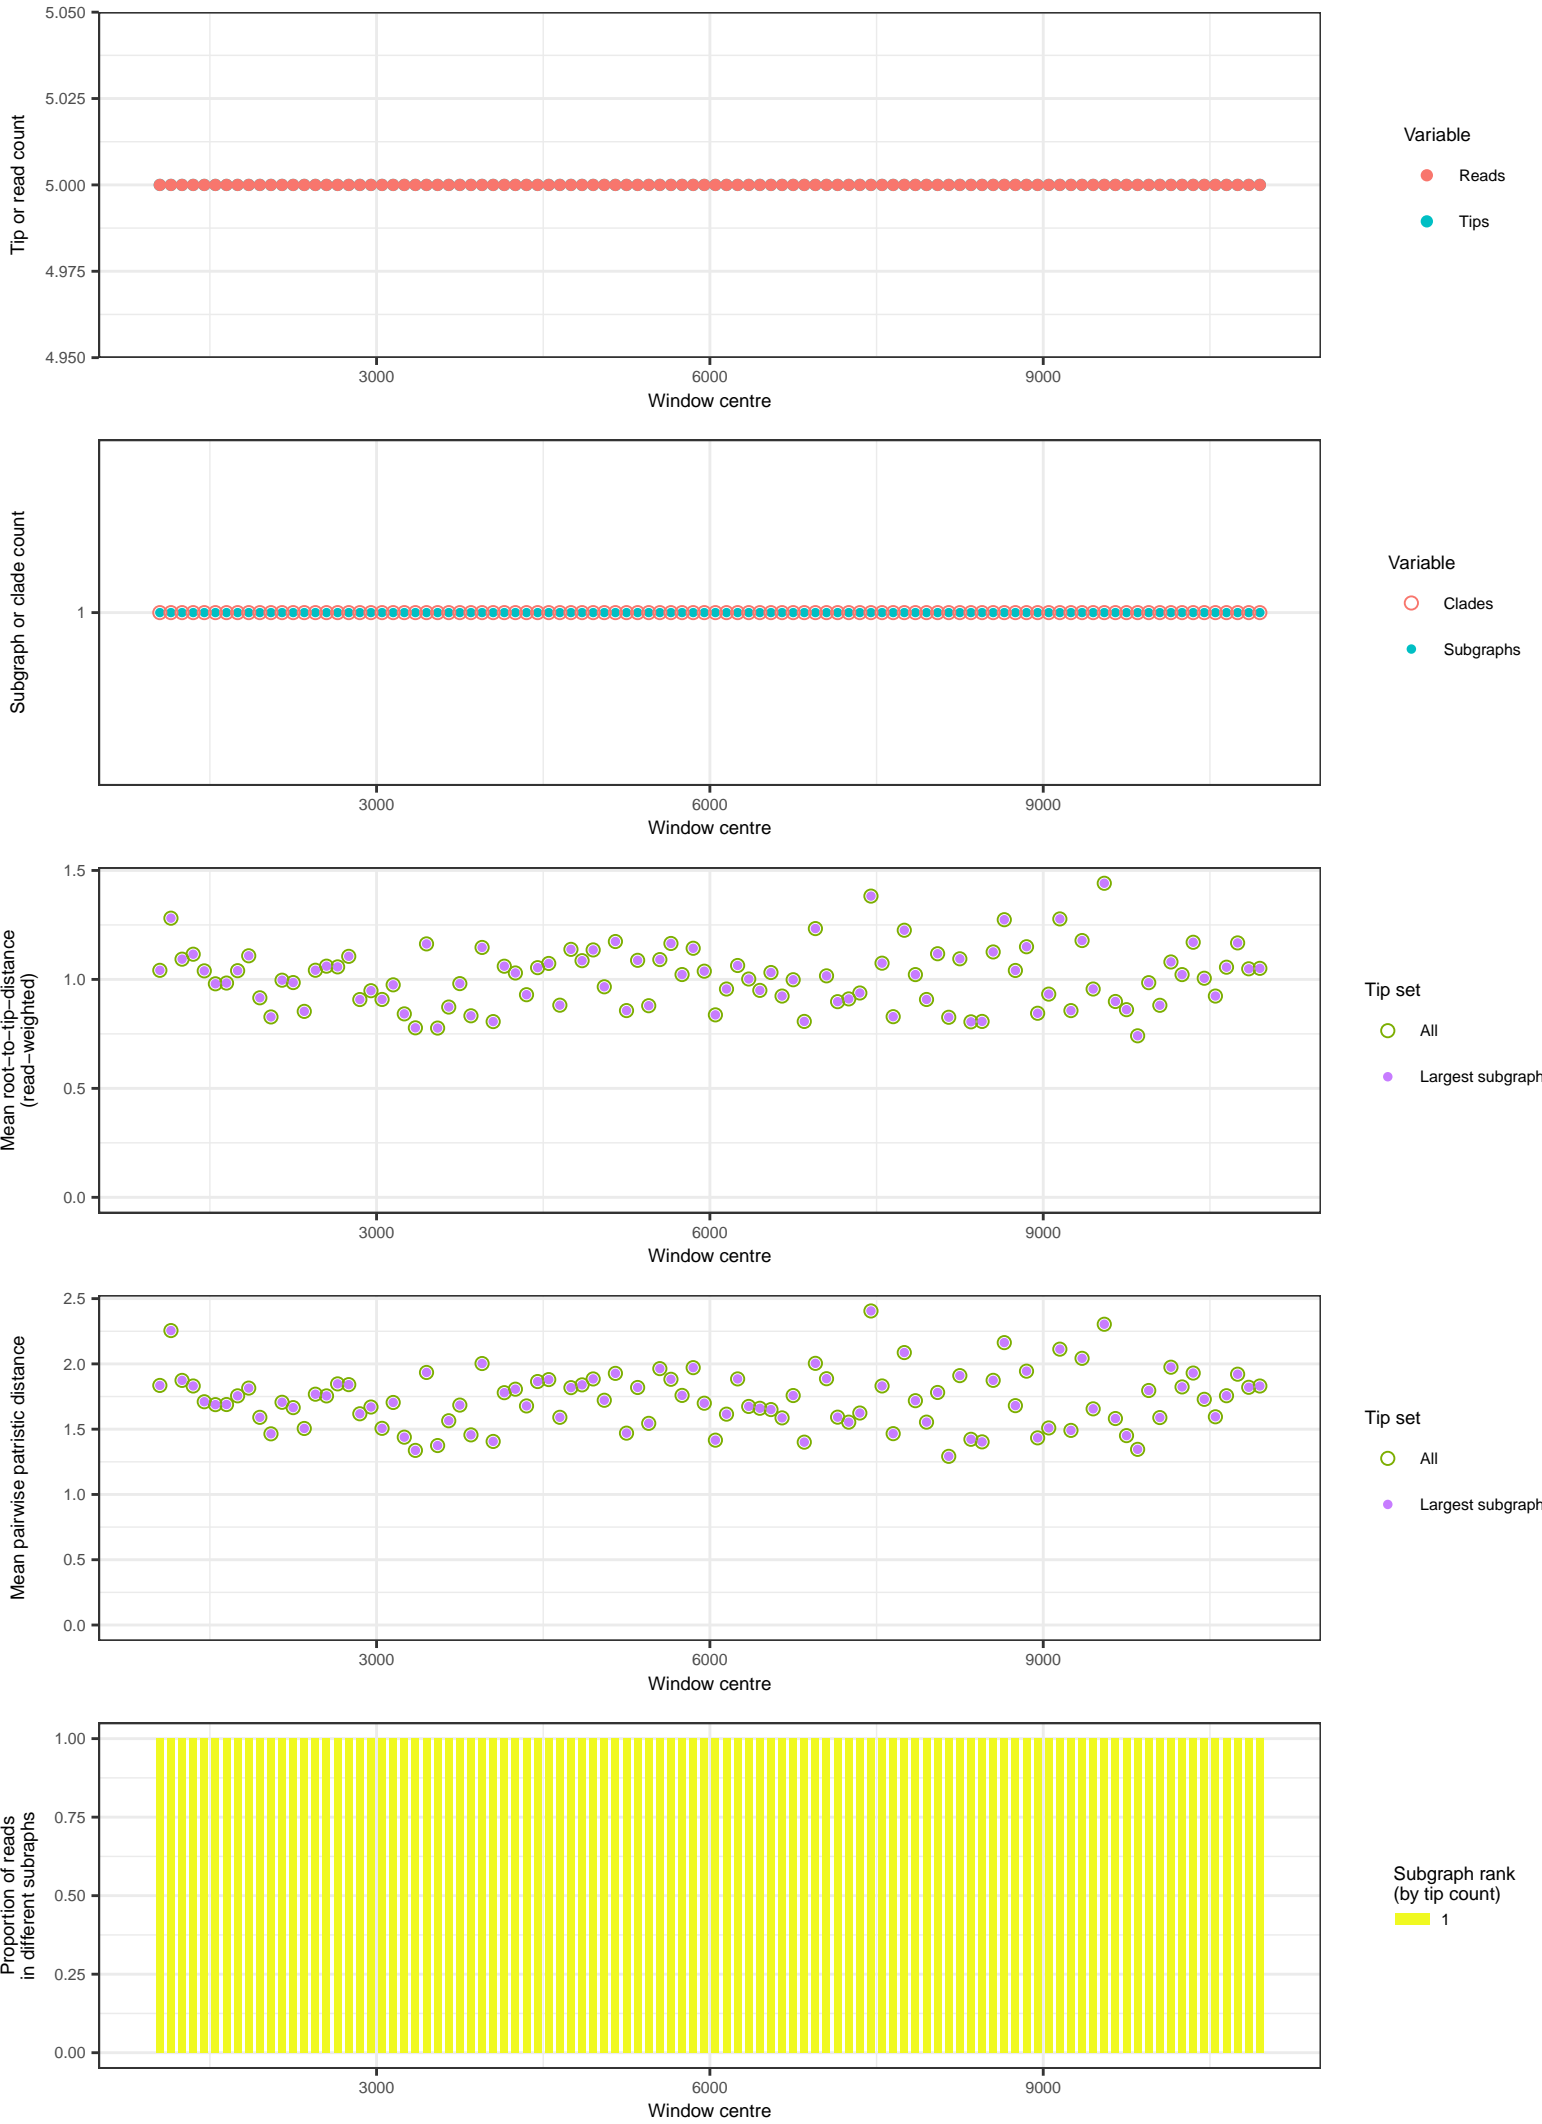 5.050
5.025
5.000
4.975
4.950
Tip or read count
3000
6000
9000
Window centre
Variable
Reads
Tips
1
Subgraph or clade count
3000
6000
9000
Window centre
Variable
Clades
Subgraphs
1.5
1.0
0.5
0.0
Mean root−to−tip−distance
(read−weighted)
3000
6000
9000
Window centre
Tip set
All
Largest subgraph
2.5
2.0
1.5
1.0
0.5
0.0
Mean pairwise patristic distance
3000
6000
9000
Window centre
Tip set
All
Largest subgraph
1.00
0.75
0.50
0.25
0.00
Proportion of reads
in different subraphs
3000
6000
9000
Window centre
Subgraph rank
(by tip count)
1